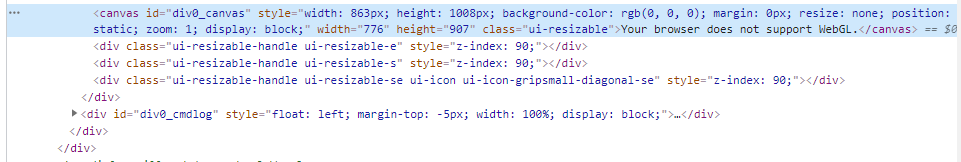 <canvas id="div0_canvas" style="width: 863px; height: 1008px; background-color: rgb(0, 0, 0); margin: 0px; resize: none; position:
static; zoom: 1; display: block;" width="776" height="907" class="ui-resizable">Your browser does not support WebGL.</canvas> == $0
<div class="ui-resizable-handle ui-resizable-e" style="z-index: 90;"></div>
<div class="ui-resizable-handle ui-resizable-s" style="z-index: 90;"></div>
<div class="ui-resizable-handle ui-resizable-se ui-icon ui-icon-gripsmall-diagonal-se" style="z-index: 90;"></div>
</div>
<div id="div0_cmdlog" style="float: left; margin-top: -5px; width: 100%; display: block;">…</div>
</div>
</div>